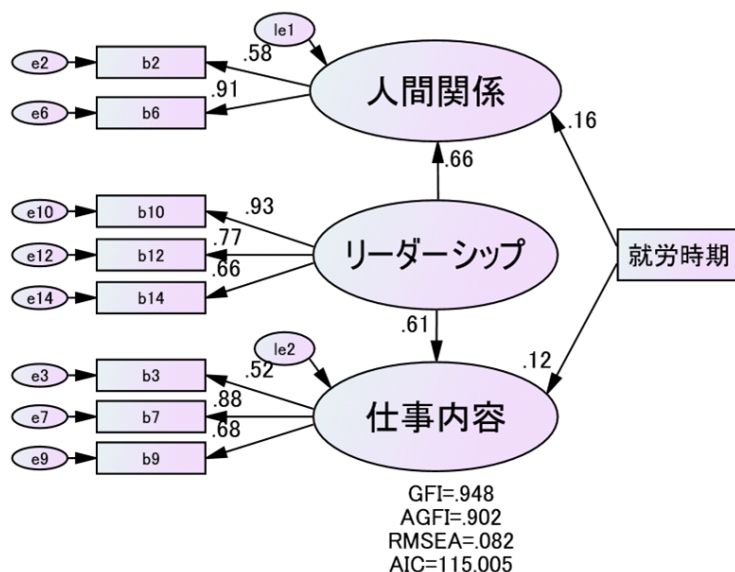 le1
.58
e2
b2
.91
e6
b6
人間関係
.16
.66
e10
b10
.93
e12
b12
.77
e14
b14
.66
リーダーシップ
就労時期
.61
le2
.12
e3
b3
.52
e7
b7
.88
e9
b9
.68
仕事内容
GFI=.948
AGFI=.902
RMSEA=.082
AIC=115.005